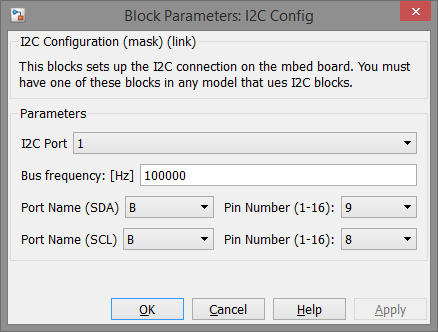 Block Parameters: I2C Config
I2C Configuration (mask) (link)
This blocks sets up the I2C connection on the mbed board. You must
have one of these blocks in any model that ues I2C blocks.
Parameters
I2C Port 1
Bus frequency: [Hz] 100000
Port Name (SDA) B Pin Number (1-16): 9
Port Name (SCL) B Pin Number (1-16): 8
OK Cancel Help Apply